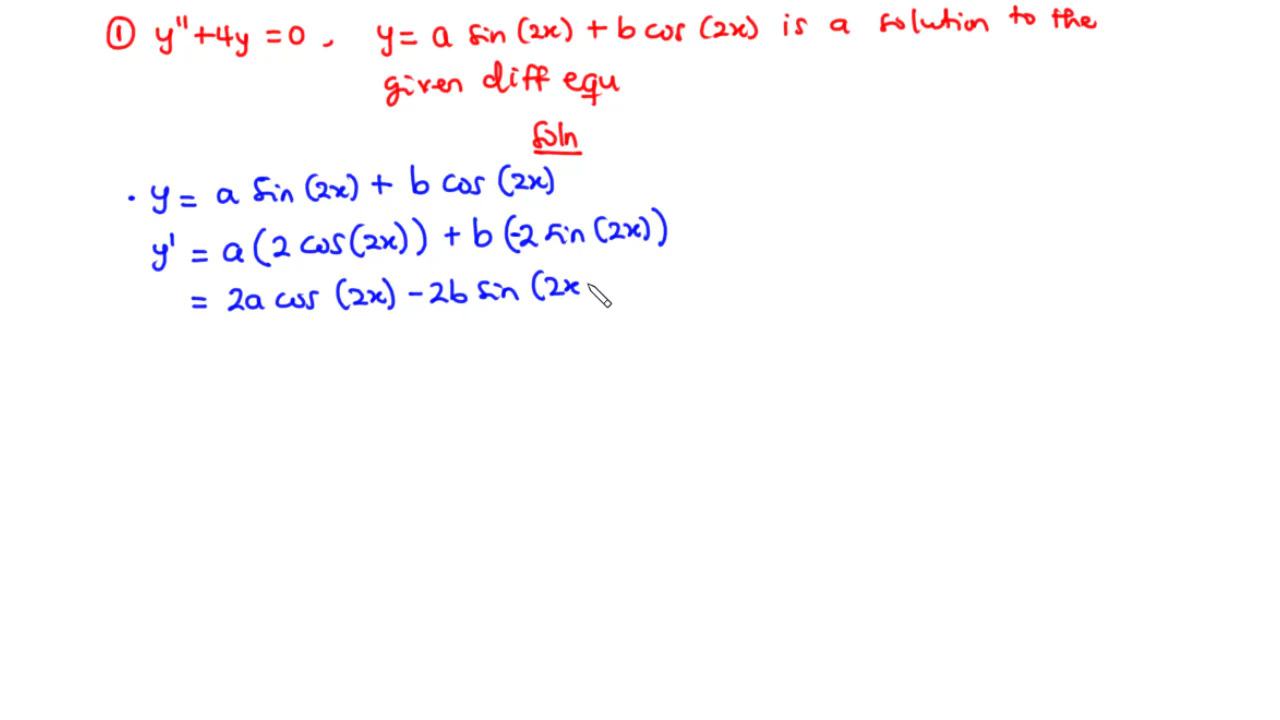 ① y"+4y=0, y= a sin(2x) + b cos(2x) is a solution to the
given diff equ
Soln
. y = a sin(2x) + b cos(2x)
y' = a(2 cos(2x)) + b(-2 sin(2x))
= 2a cos(2x) - 2b sin(2x